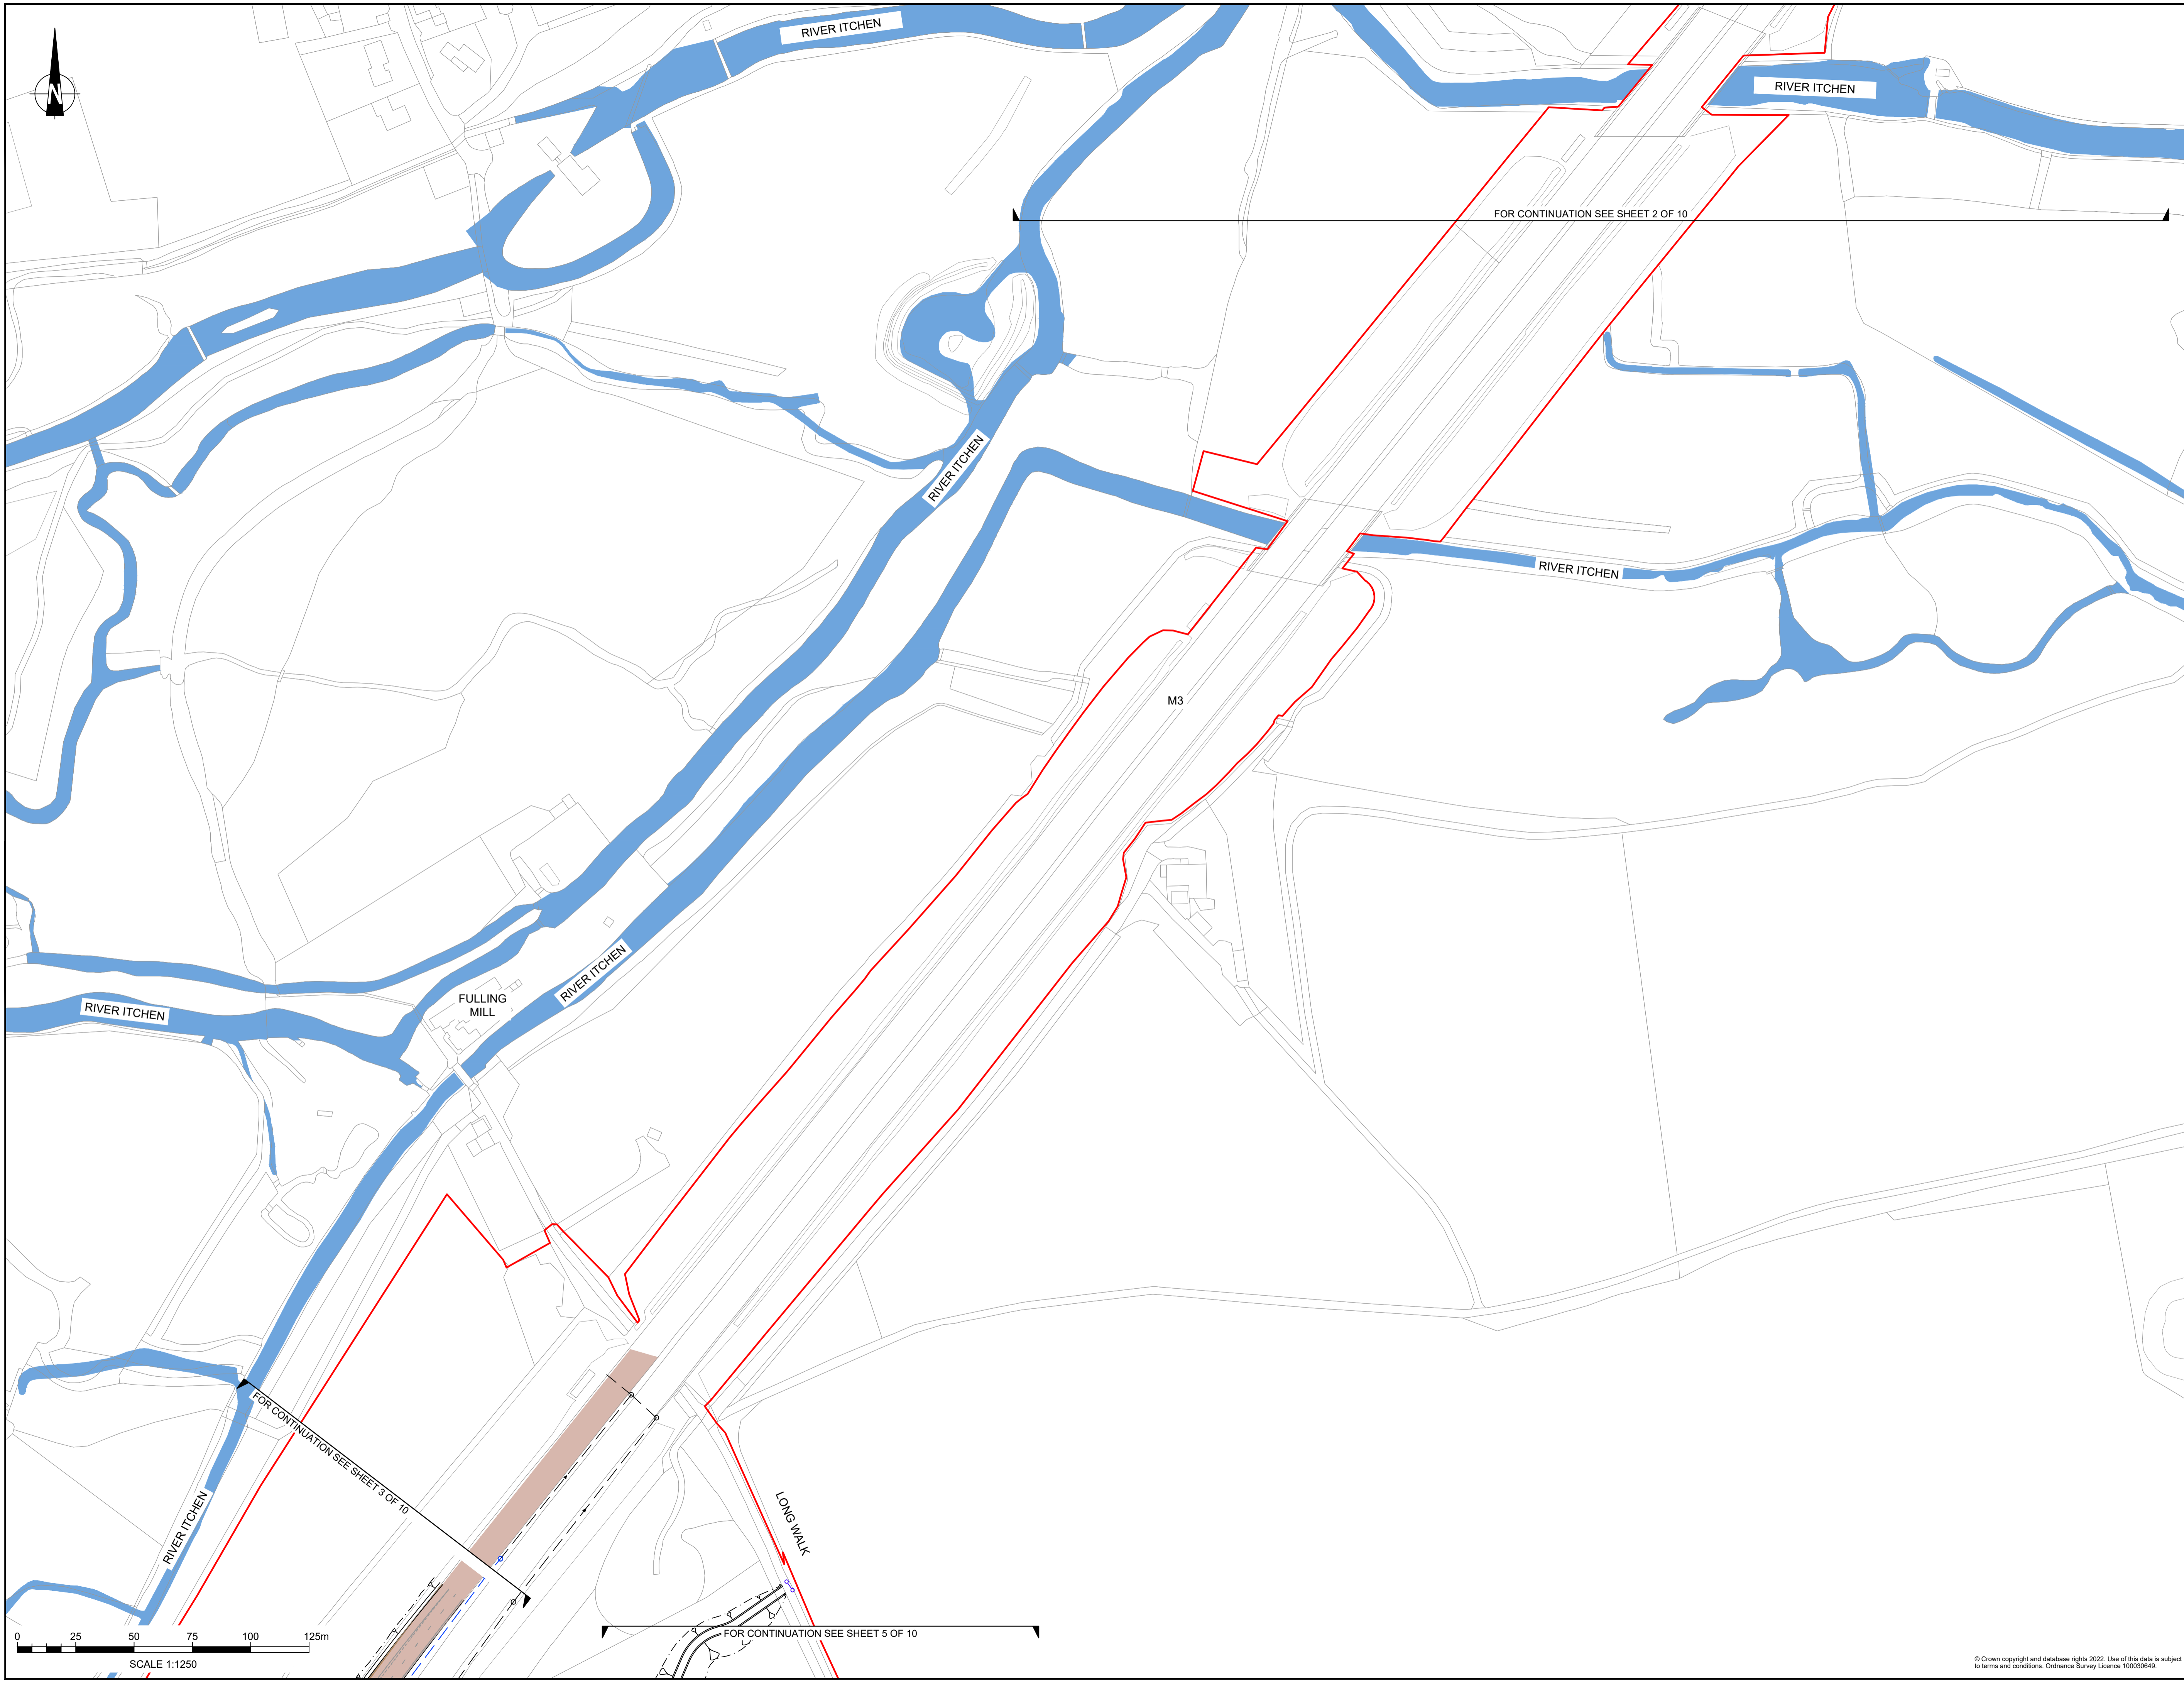 RIVER ITCHEN
N
RIVER ITCHEN
FOR CONTINUATION SEE SHEET 2 OF 10
RIVER ITCHEN
RIVER ITCHEN
M3
RIVER ITCHEN
FULLING
MILL
RIVER ITCHEN
FOR CONTINUATION SEE SHEET 3 OF 10
RIVER ITCHEN
LONG WALK
FOR CONTINUATION SEE SHEET 5 OF 10
0 25 50 75 100 125m
SCALE 1:1250
© Crown copyright and database rights 2022. Use of this data is subject
to terms and conditions. Ordnance Survey Licence 100030649.